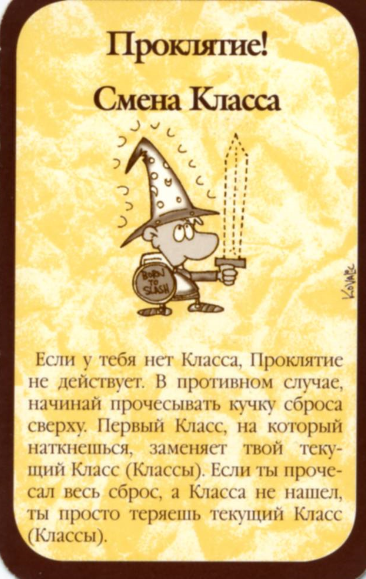 Проклятие!
Смена Класса
BORN
TO
SLASH
KOVALIC
Если у тебя нет Класса, Проклятие
не действует. В противном случае,
начинай прочесывать кучку сброса
сверху. Первый Класс, на который
наткнешься, заменяет твой теку-
щий Класс (Классы). Если ты проче-
сал весь сброс, а Класса не нашел,
ты просто теряешь текущий Класс
(Классы).